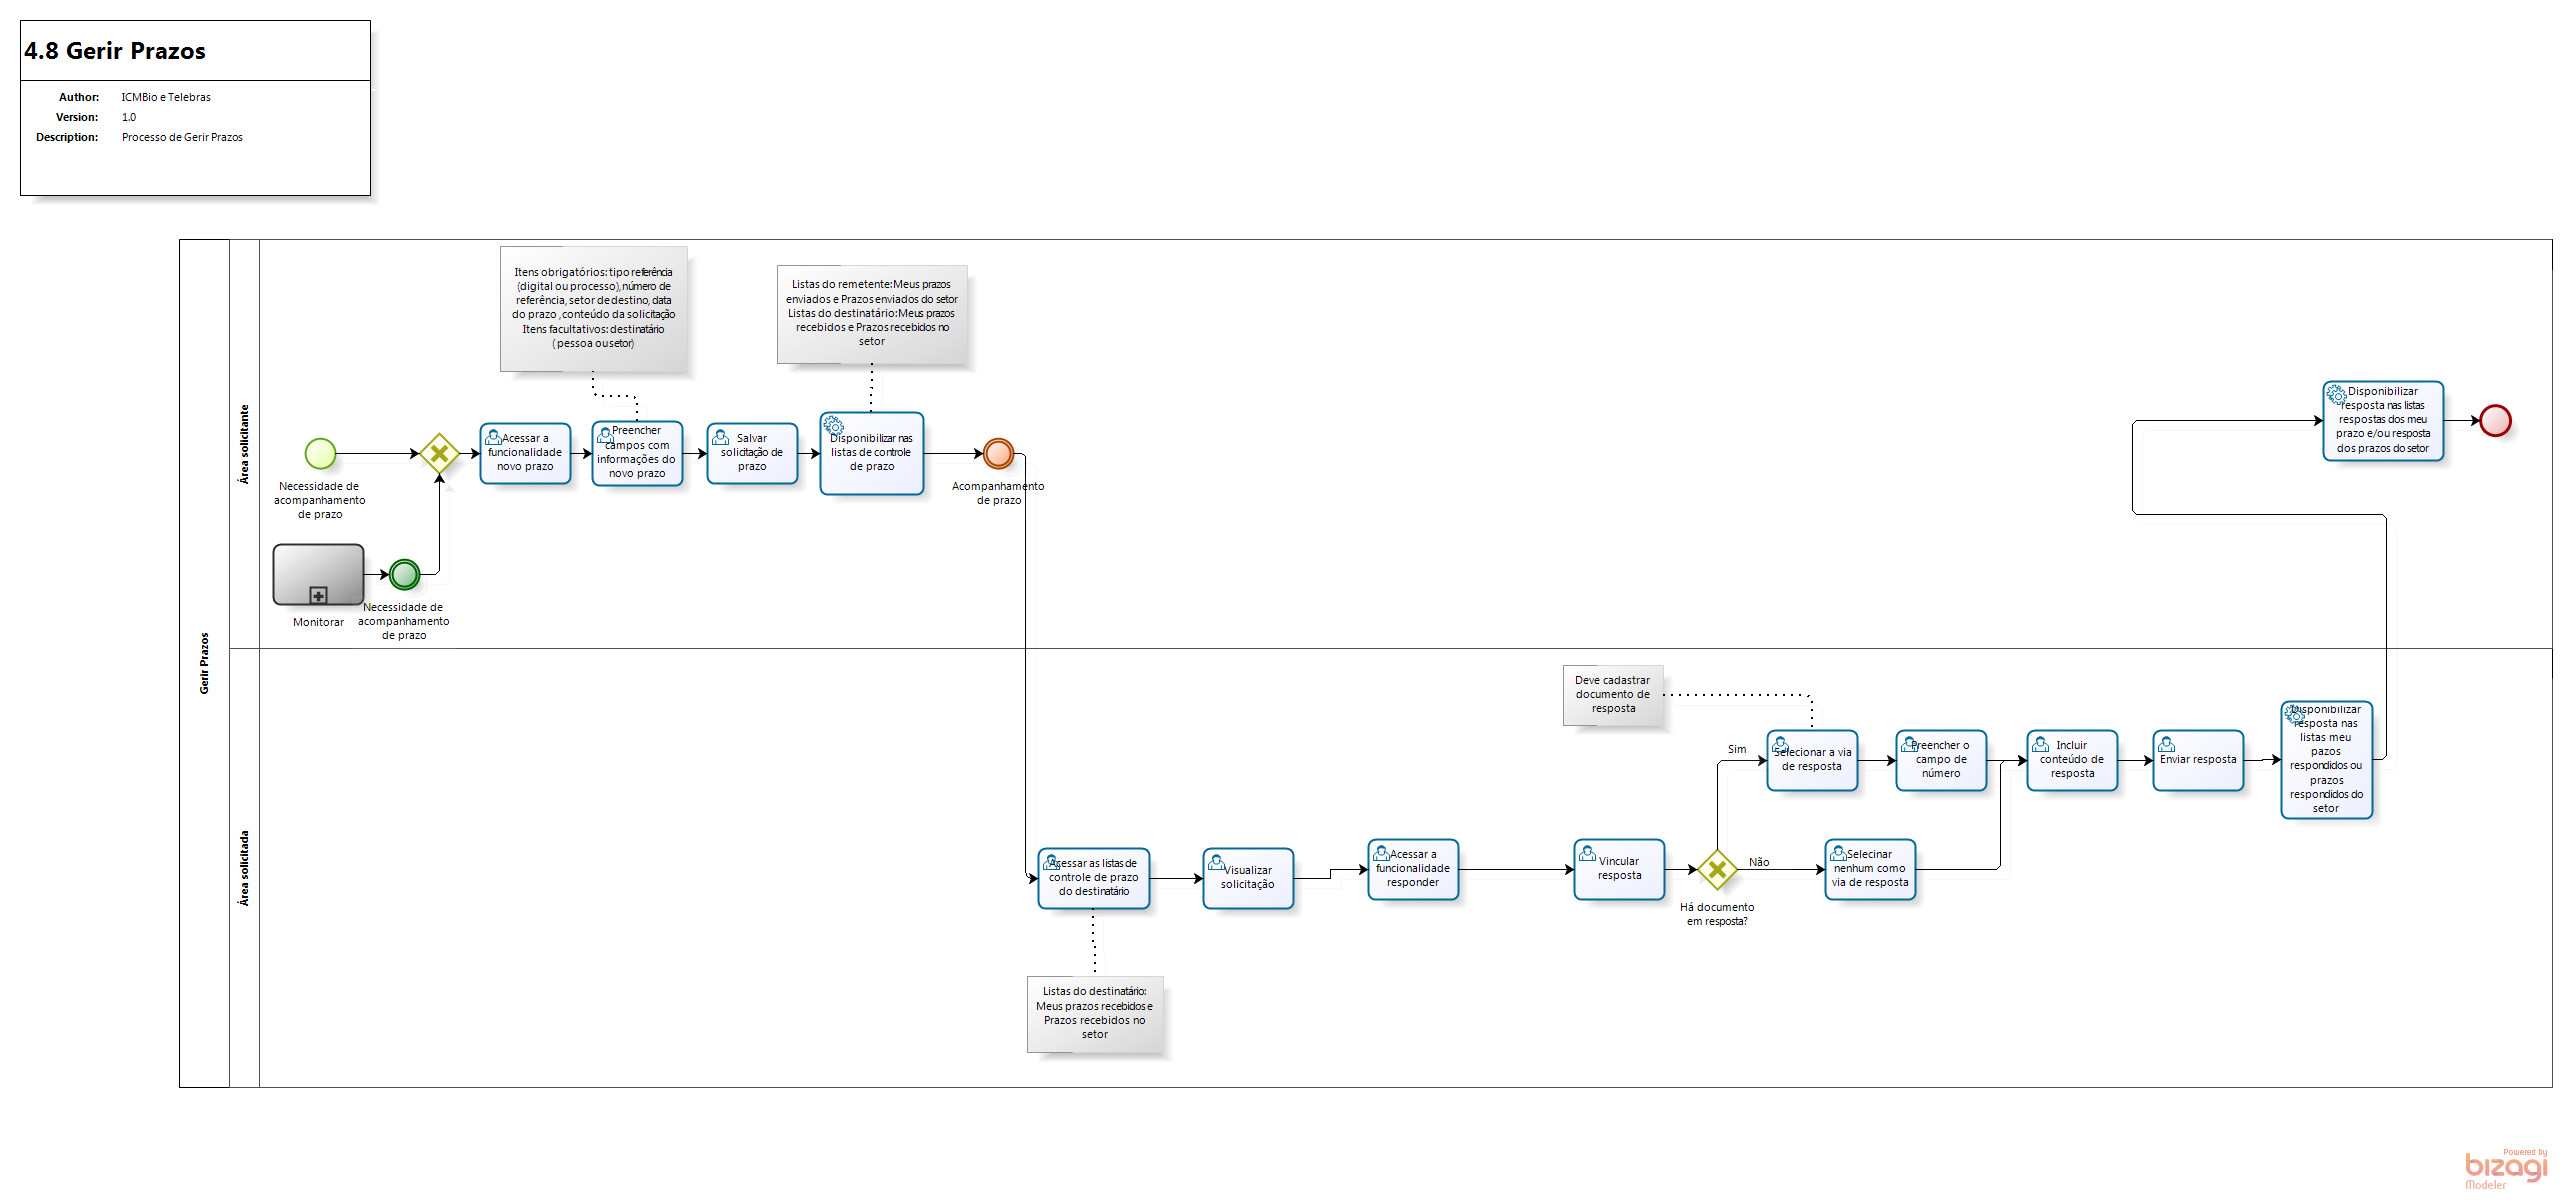 4.8 Gerir Prazos
Author: ICMBio e Telebras
Version: 1.0
Description: Processo de Gerir Prazos
Gerir Prazos
Área solicitante
Itens obrigatórios: tipo referência
(digital ou processo), número de
referência, setor de destino, data
do prazo , conteúdo da solicitação
Itens facultativos: destinatário
( pessoa ou setor)
Listas do remetente: Meus prazos
enviados e Prazos enviados do setor
Listas do destinatário: Meus prazos
recebidos e Prazos recebidos no
setor
Necessidade de
acompanhamento
de prazo
Acessar a
funcionalidade
novo prazo
Preencher
campos com
informações do
novo prazo
Salvar
solicitação de
prazo
Disponibilizar nas
listas de controle
de prazo
Acompanhamento
de prazo
Disponibilizar
resposta nas listas
respostas dos meu
prazo e/ou resposta
dos prazos do setor
Monitorar
Necessidade de
acompanhamento
de prazo
Área solicitada
Acessar as listas de
controle de prazo
do destinatário
Listas do destinatário:
Meus prazos recebidos e
Prazos recebidos no
setor
Visualizar
solicitação
Acessar a
funcionalidade
responder
Vincular
resposta
Há documento
em resposta?
Sim
Não
Deve cadastrar
documento de
resposta
Selecionar a via
de resposta
Preencher o
campo de
número
Selecinar
nenhum como
via de resposta
Incluir
conteúdo de
resposta
Enviar resposta
Disponibilizar
resposta nas
listas meu
pazos
respondidos ou
prazos
respondidos do
setor
Powered by
bizagi
Modeler